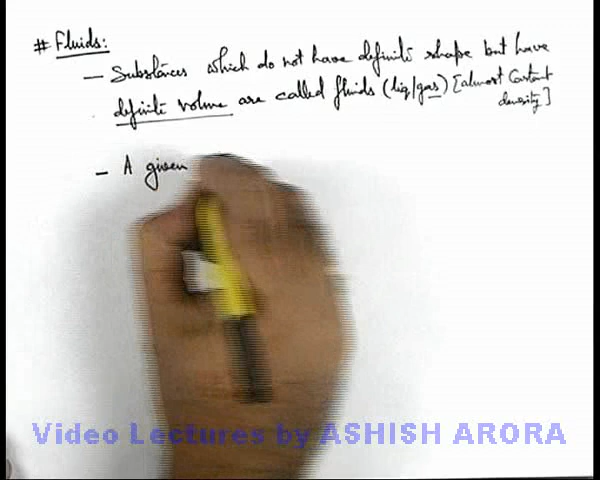 # Fluids:
– Substances which do not have definite shape but have
definite volume are called fluids (liq/gas) [almost Constant
density]
– A given
Video Lectures by ASHISH ARORA